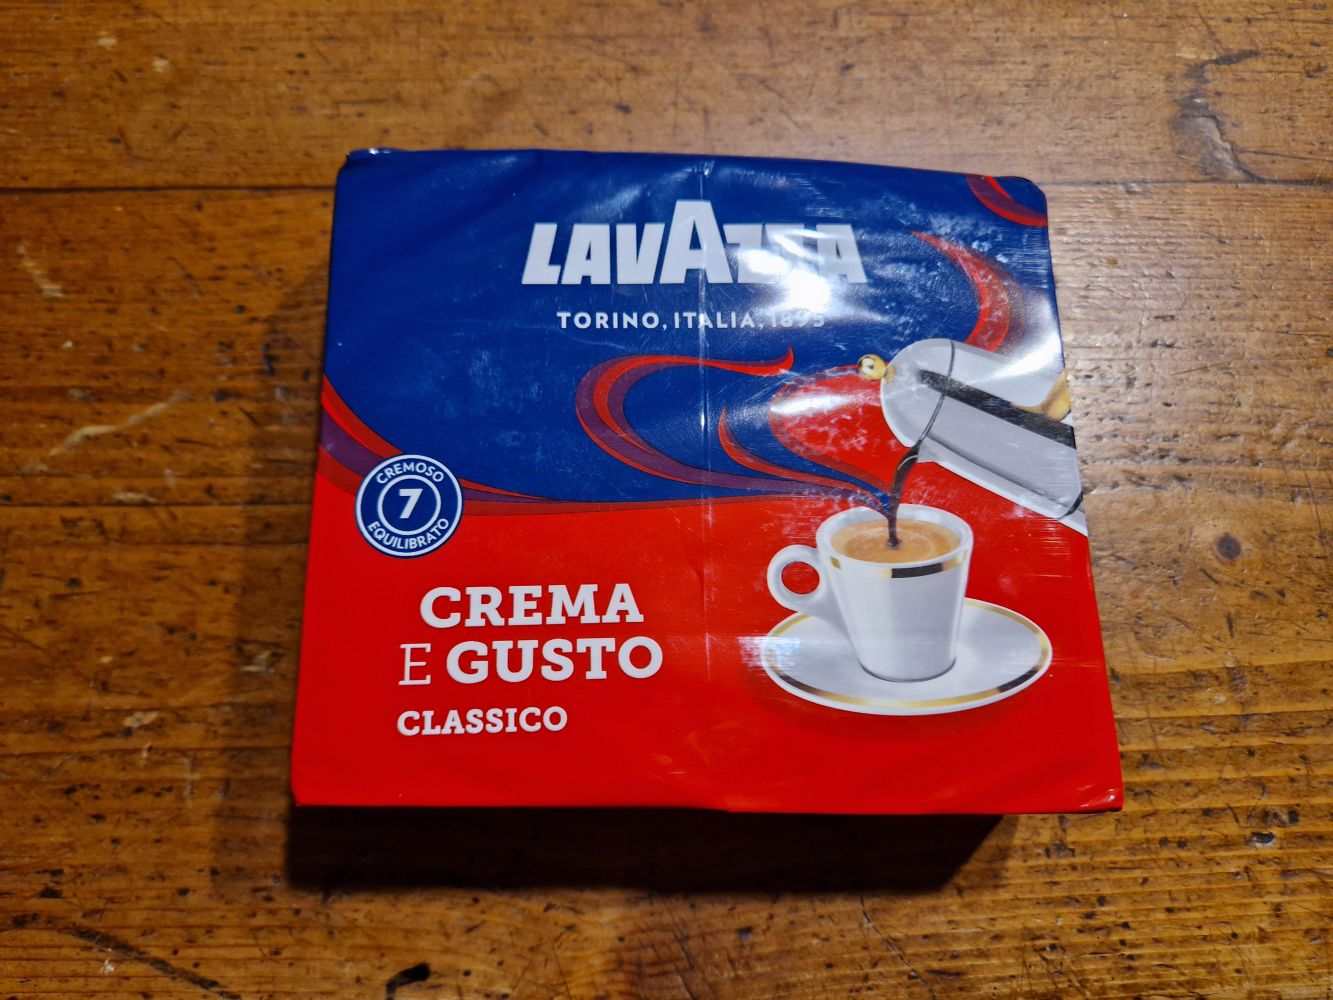 LAVAZZA
TORINO, ITALIA, 1895
CREMOSO
7
EQUILIBRATO
CREMA
E GUSTO
CLASSICO